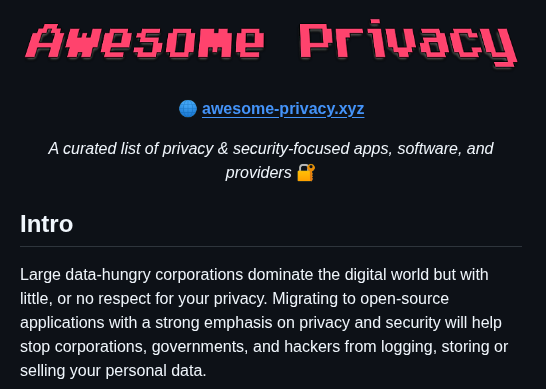 Awesome Privacy
🌐 awesome-privacy.xyz
A curated list of privacy & security-focused apps, software, and
providers 🔐
Intro
Large data-hungry corporations dominate the digital world but with
little, or no respect for your privacy. Migrating to open-source
applications with a strong emphasis on privacy and security will help
stop corporations, governments, and hackers from logging, storing or
selling your personal data.